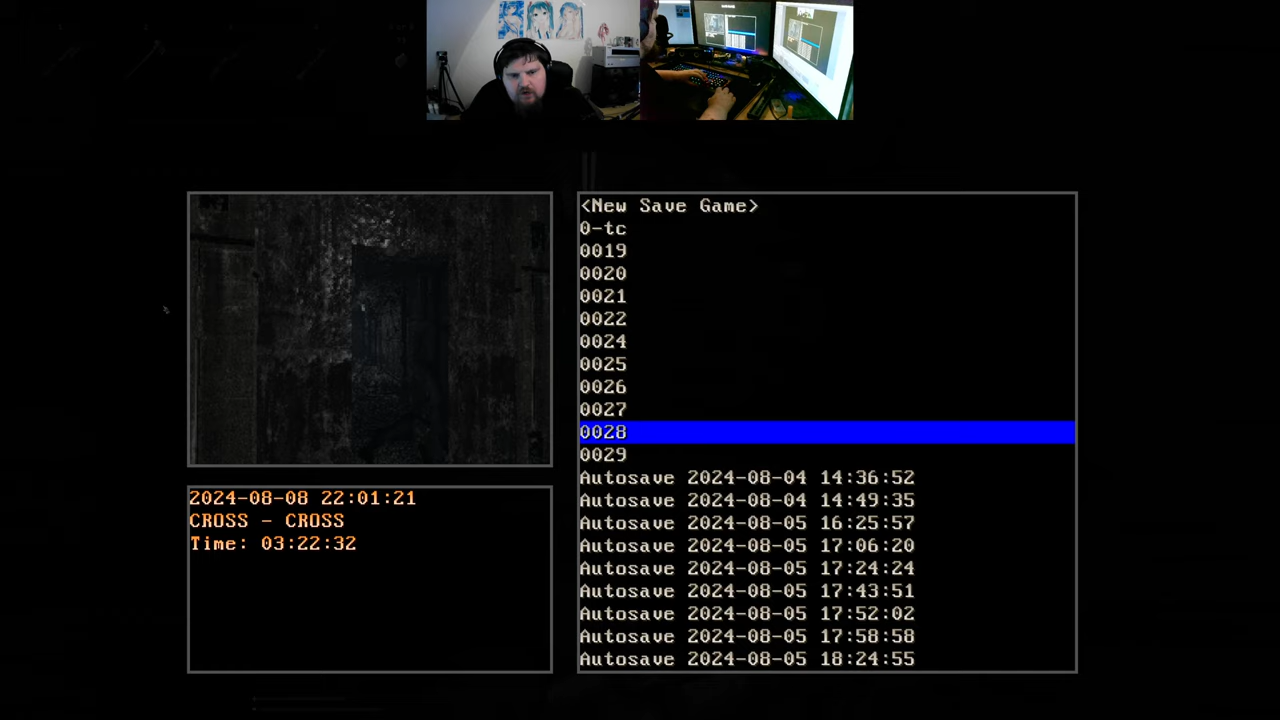 <New Save Game>
0-tc
0019
0020
0021
0022
0024
0025
0026
0027
0028
0029
Autosave 2024-08-04 14:36:52
Autosave 2024-08-04 14:49:35
Autosave 2024-08-05 16:25:57
Autosave 2024-08-05 17:06:20
Autosave 2024-08-05 17:24:24
Autosave 2024-08-05 17:43:51
Autosave 2024-08-05 17:52:02
Autosave 2024-08-05 17:58:58
Autosave 2024-08-05 18:24:55
2024-08-08 22:01:21
CROSS - CROSS
Time: 03:22:32